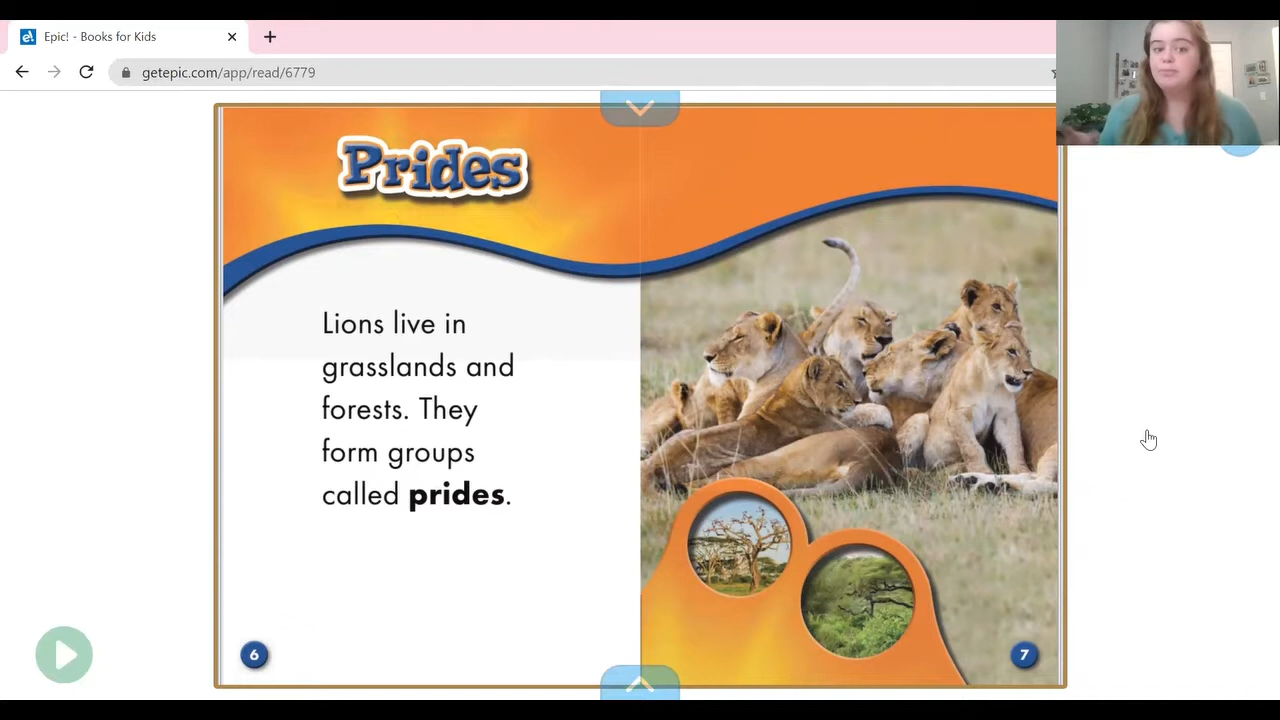 Epic! - Books for Kids
getepic.com/app/read/6779
Prides
Lions live in
grasslands and
forests. They
form groups
called prides.
6
7